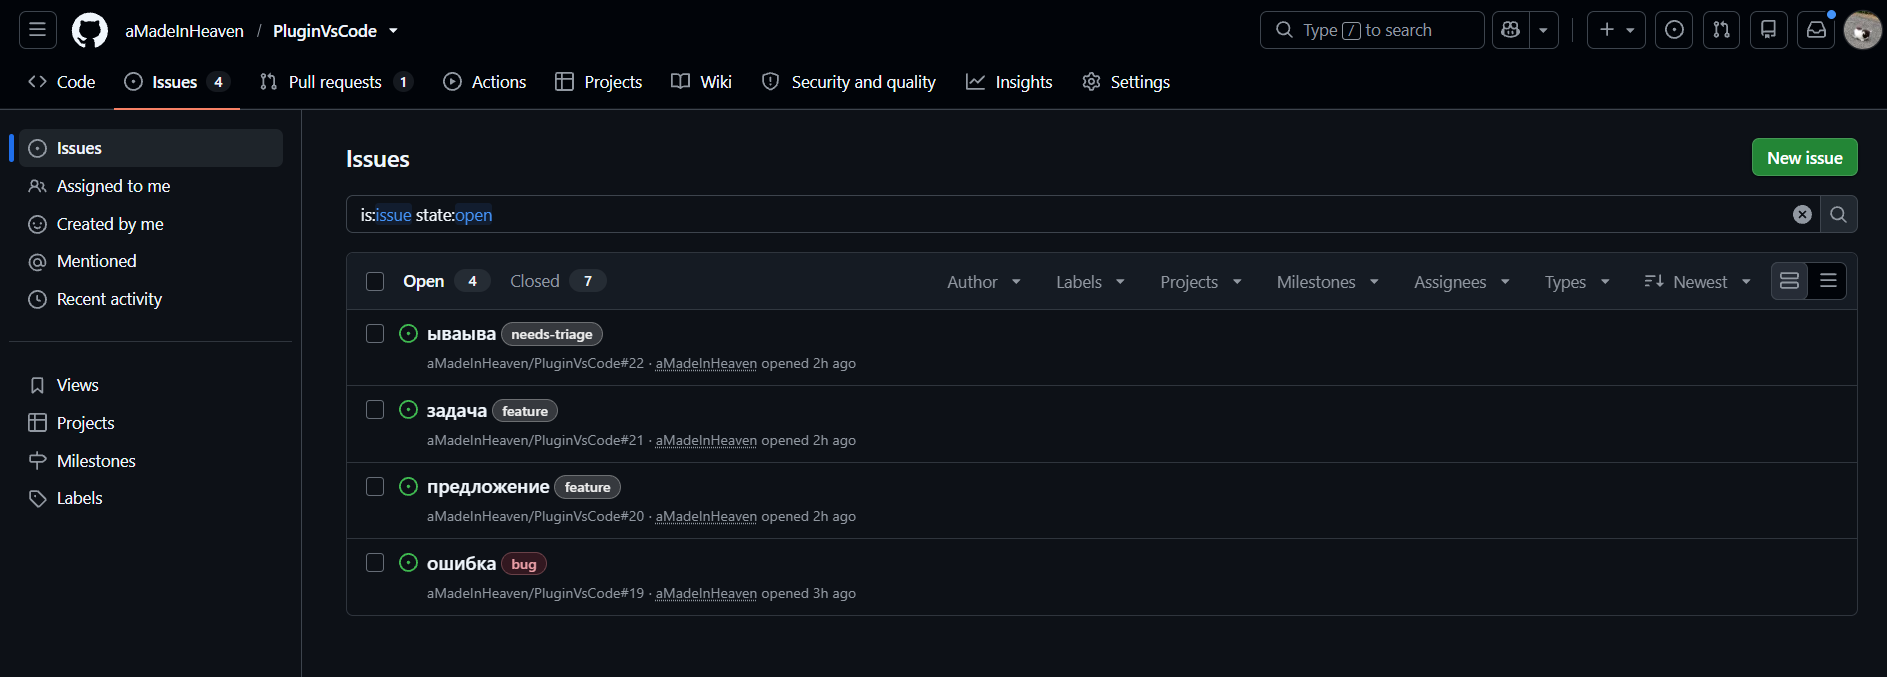 aMadeInHeaven / PluginVsCode
Type / to search
Code
Issues 4
Pull requests 1
Actions
Projects
Wiki
Security and quality
Insights
Settings
Issues
Assigned to me
Created by me
Mentioned
Recent activity
Views
Projects
Milestones
Labels
Issues
New issue
is:issue state:open
Open 4 Closed 7
Author
Labels
Projects
Milestones
Assignees
Types
Newest
ываыва needs-triage
aMadeInHeaven/PluginVsCode#22 · aMadeInHeaven opened 2h ago
задача feature
aMadeInHeaven/PluginVsCode#21 · aMadeInHeaven opened 2h ago
предложение feature
aMadeInHeaven/PluginVsCode#20 · aMadeInHeaven opened 2h ago
ошибка bug
aMadeInHeaven/PluginVsCode#19 · aMadeInHeaven opened 3h ago